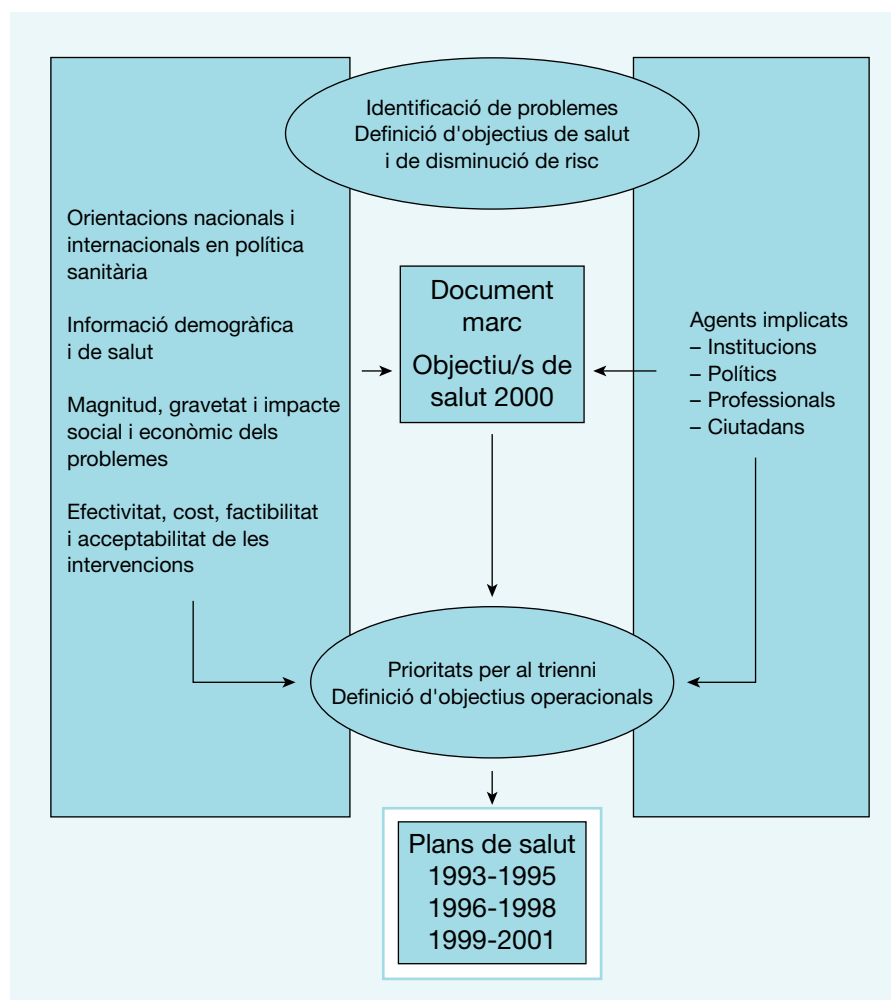 Identificació de problemes
Definició d'objectius de salut
i de disminució de risc
Orientacions nacionals i
internacionals en política
sanitària
Informació demogràfica
i de salut
Magnitud, gravetat i impacte
social i econòmic dels
problemes
Efectivitat, cost, factibilitat
i acceptabilitat de les
intervencions
Document
marc
Objectiu/s de
salut 2000
Agents implicats
– Institucions
– Polítics
– Professionals
– Ciutadans
Prioritats per al trienni
Definició d'objectius operacionals
Plans de salut
1993-1995
1996-1998
1999-2001